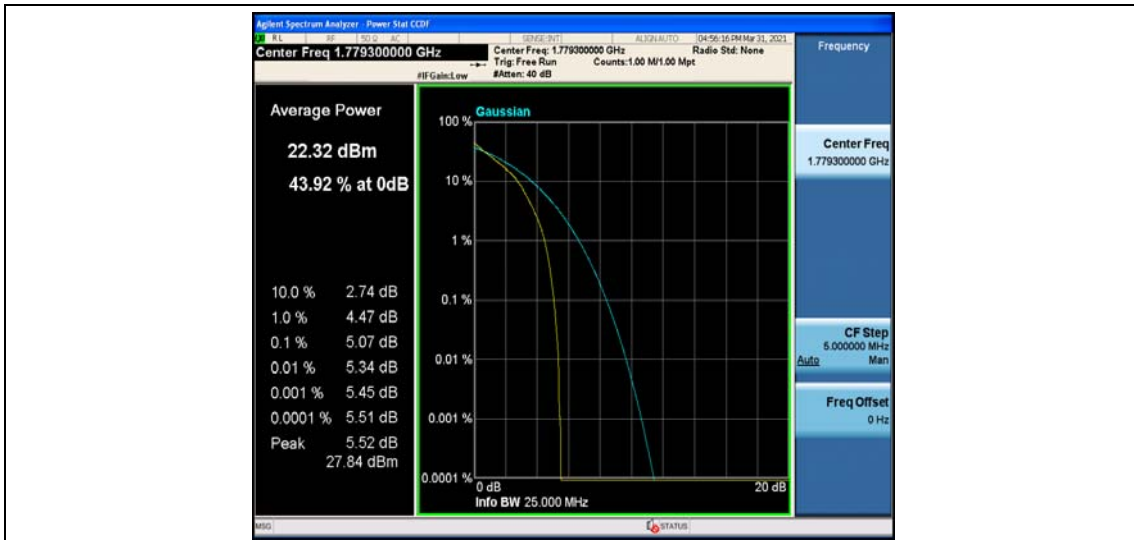 Agilent Spectrum Analyzer - Power Stat CCDF
RL RF 50 Ω AC SENSE:INT ALIGN AUTO 04:56:16 PM Mar 31, 2021
Center Freq 1.779300000 GHz
Center Freq: 1.779300000 GHz Radio Std: None
Trig: Free Run Counts:1.00 M/1.00 Mpt
#IFGain:Low #Atten: 40 dB
Average Power
22.32 dBm
43.92 % at 0dB
10.0 % 2.74 dB
1.0 % 4.47 dB
0.1 % 5.07 dB
0.01 % 5.34 dB
0.001 % 5.45 dB
0.0001 % 5.51 dB
Peak 5.52 dB
27.84 dBm
Gaussian
100 %
10 %
1 %
0.1 %
0.01 %
0.001 %
0.0001 %
0 dB 20 dB
Info BW 25.000 MHz
Frequency
Center Freq
1.779300000 GHz
CF Step
5.000000 MHz
Auto Man
Freq Offset
0 Hz
MSG STATUS